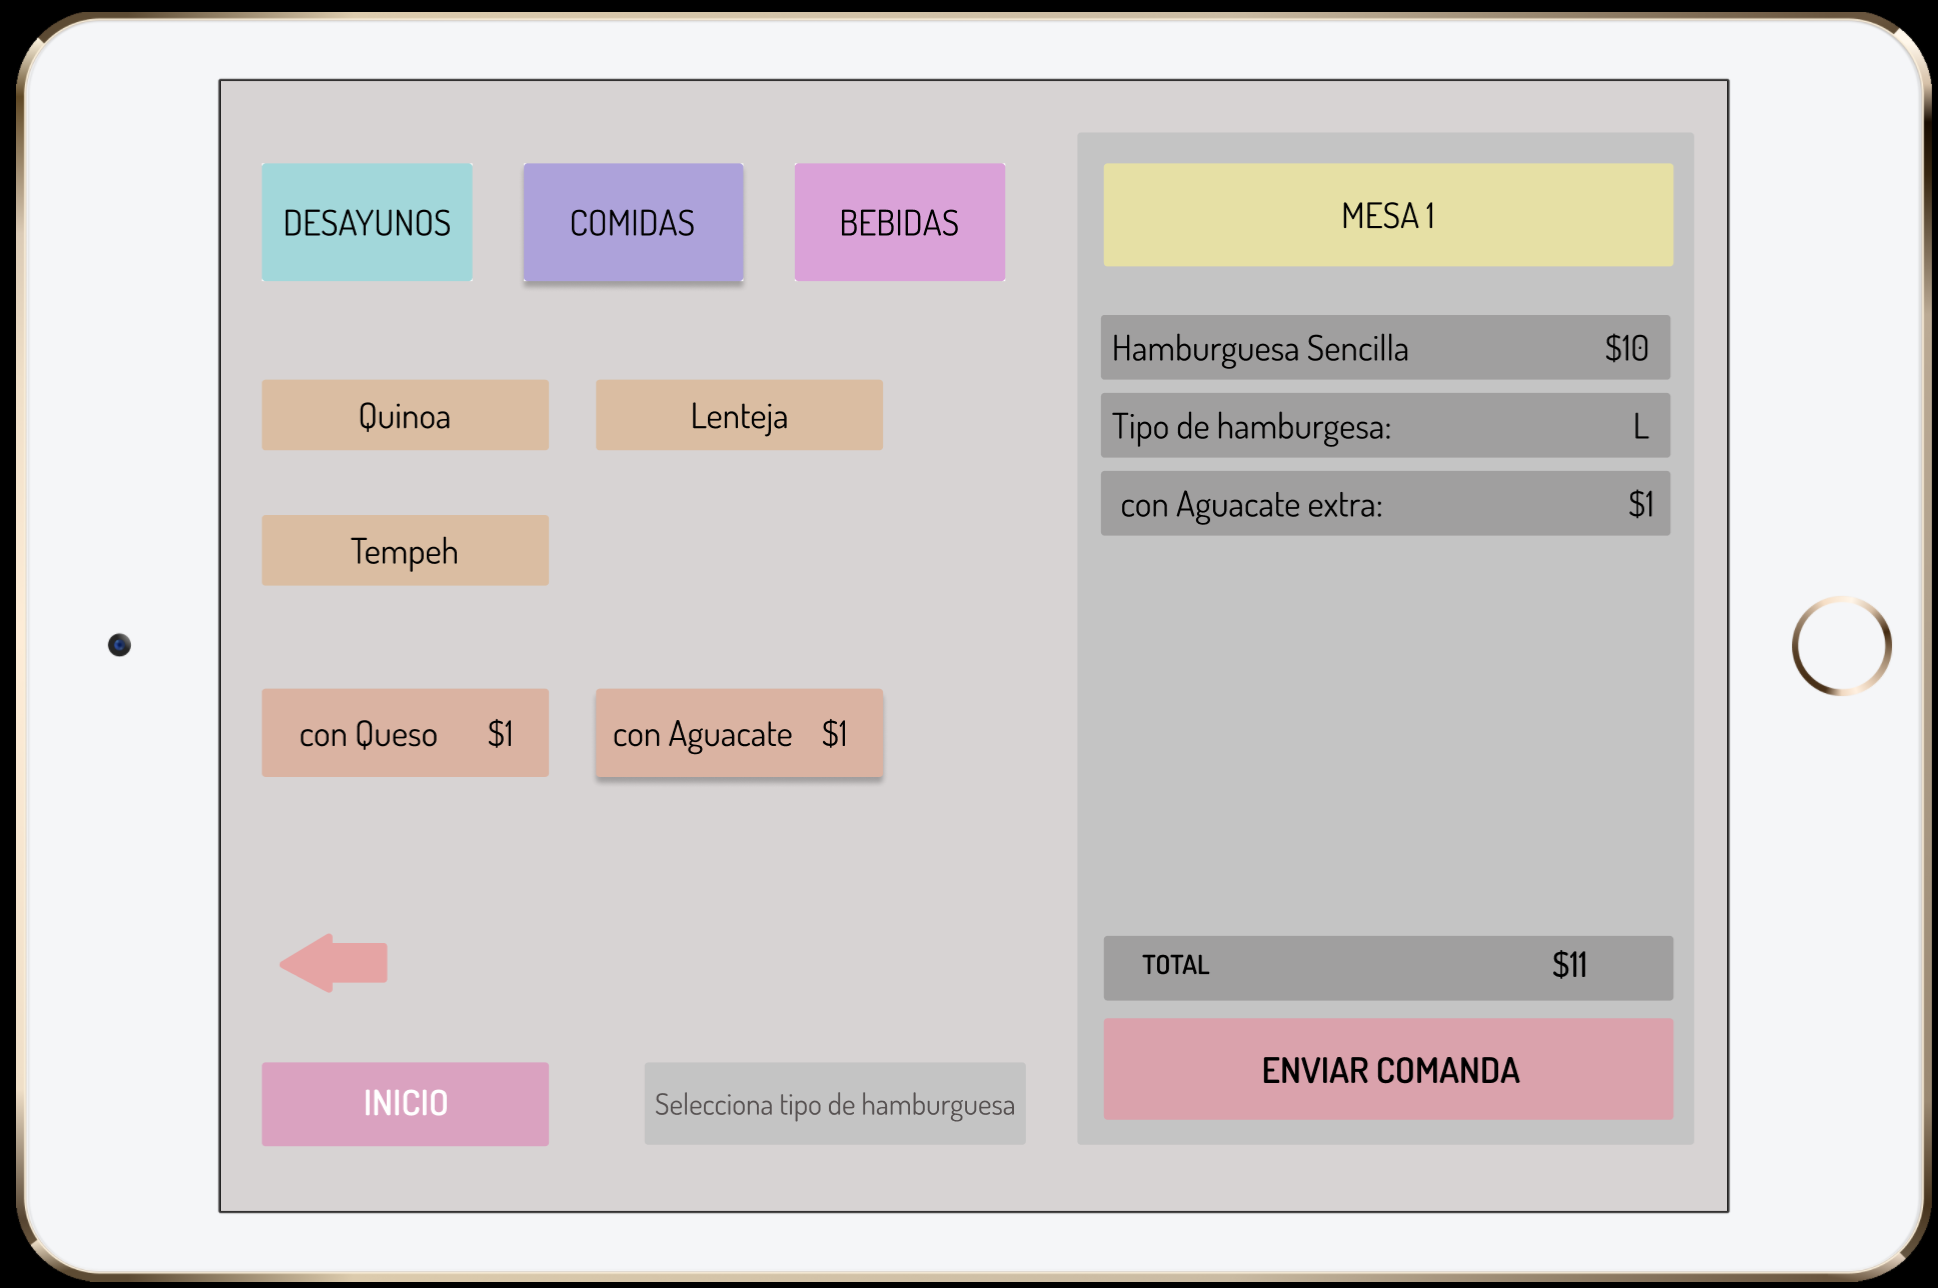 DESAYUNOS
COMIDAS
BEBIDAS
Quinoa
Lenteja
Tempeh
con Queso $1
con Aguacate $1
INICIO
Selecciona tipo de hamburguesa
MESA 1
Hamburguesa Sencilla $10
Tipo de hamburgesa: L
con Aguacate extra: $1
TOTAL $11
ENVIAR COMANDA